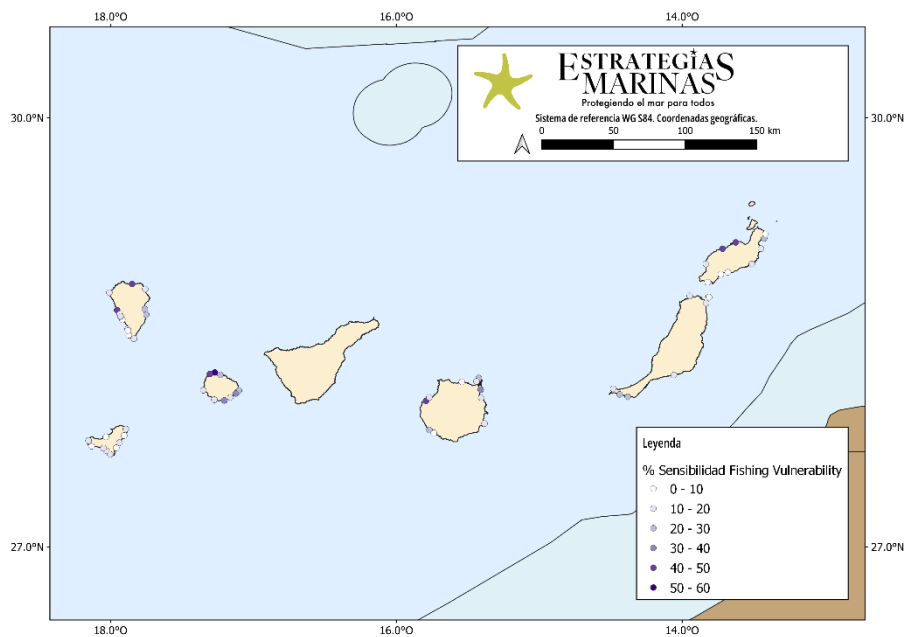 18.0°O
16.0°O
14.0°O
ESTRATEGIAS
MARINAS
Protegiendo el mar para todos
Sistema de referencia WG S84. Coordenadas geográficas.
0 50 100 150 km
30.0°N
30.0°N
Leyenda
% Sensibilidad Fishing Vulnerability
0 - 10
10 - 20
20 - 30
30 - 40
40 - 50
50 - 60
27.0°N
27.0°N
18.0°O
16.0°O
14.0°O